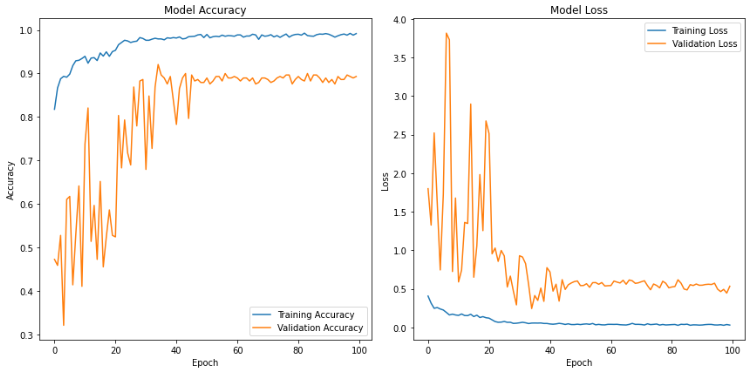 Model Accuracy
1.0
0.9
0.8
0.7
0.6
0.5
0.4
0.3
Accuracy
0
20
40
60
80
100
Epoch
Training Accuracy
Validation Accuracy
Model Loss
4.0
3.5
3.0
2.5
2.0
1.5
1.0
0.5
0.0
Loss
0
20
40
60
80
100
Epoch
Training Loss
Validation Loss